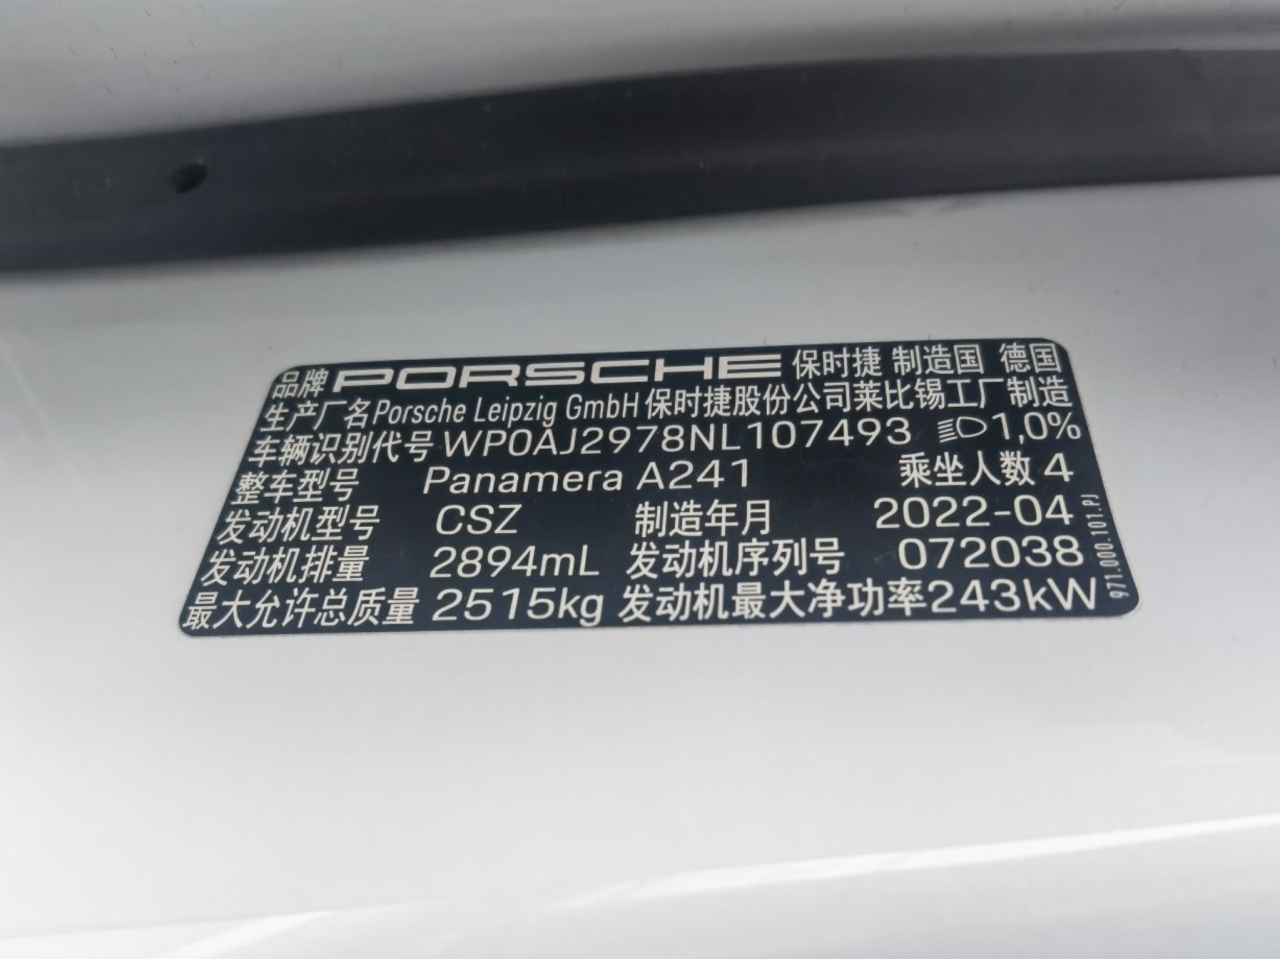 品牌 PORSCHE 保时捷 制造国 德国
生产厂名 Porsche Leipzig GmbH 保时捷股份公司莱比锡工厂制造
车辆识别代号 WP0AJ2978NL107493 1,0%
整车型号 Panamera A241 乘坐人数 4
发动机型号 CSZ 制造年月 2022-04
发动机排量 2894mL 发动机序列号 072038
最大允许总质量 2515kg 发动机最大净功率 243kW
971.000.101.PJ